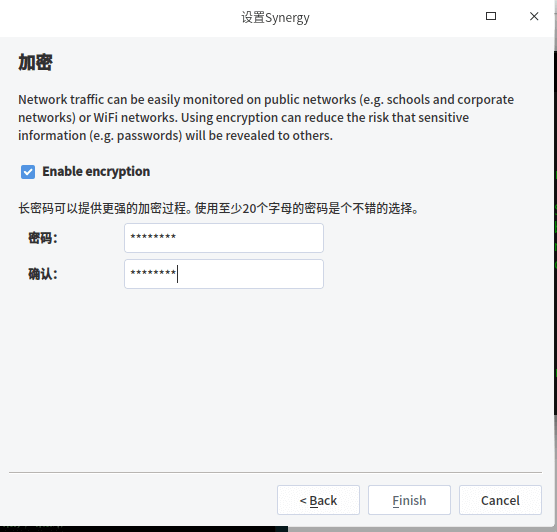 设置Synergy
加密
Network traffic can be easily monitored on public networks (e.g. schools and corporate
networks) or WiFi networks. Using encryption can reduce the risk that sensitive
information (e.g. passwords) will be revealed to others.
Enable encryption
长密码可以提供更强的加密过程。使用至少20个字母的密码是个不错的选择。
密码： ********
确认： ********
< Back Finish Cancel